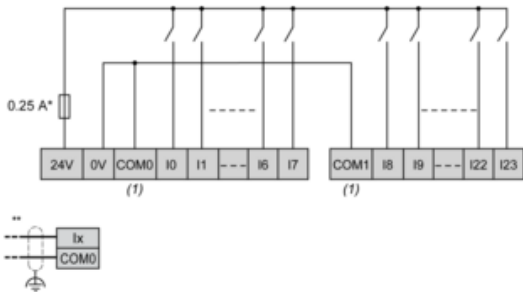 0.25 A*
24V 0V COM0 I0 I1 I6 I7 COM1 I8 I9 I22 I23
(1) (1)
**
Ix
COM0